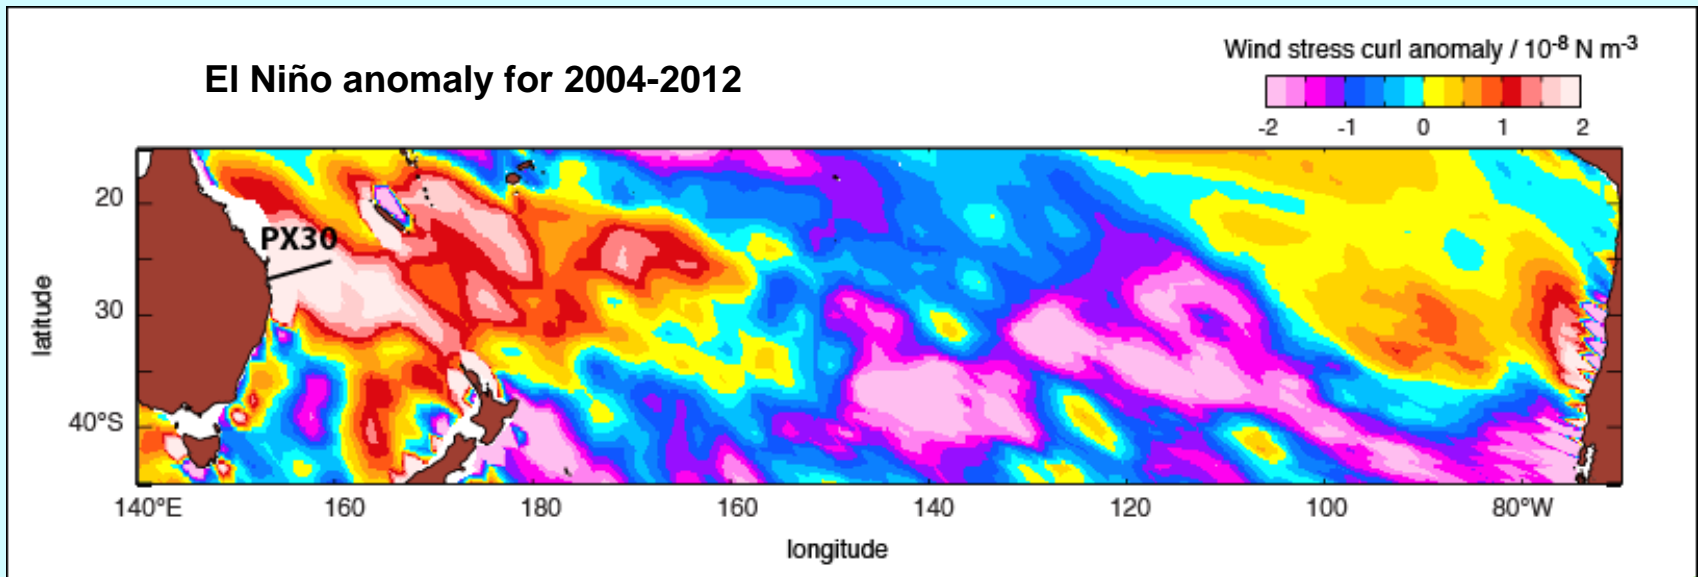 Wind stress curl anomaly / 10⁻⁸ N m⁻³
El Niño anomaly for 2004-2012
-2 -1 0 1 2
20
PX30
30
latitude
40°S
140°E 160 180 160 140 120 100 80°W
longitude